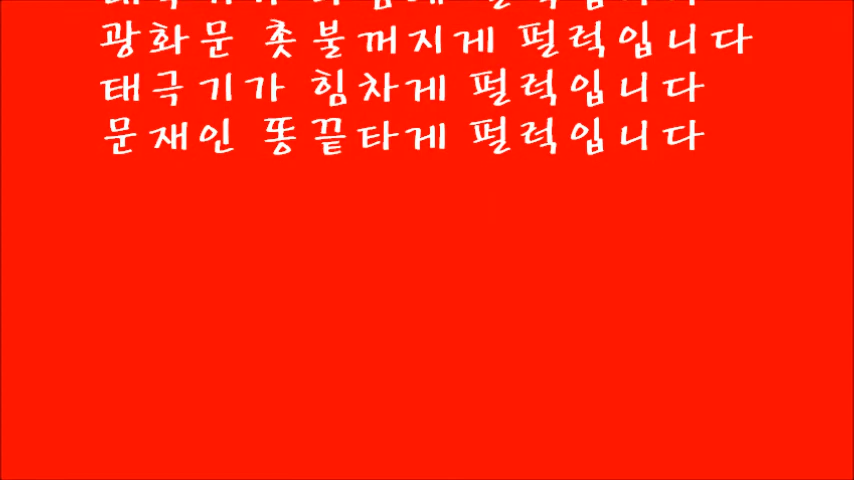 광화문 촛불꺼지게 펄럭입니다
태극기가 힘차게 펄럭입니다
문재인 똥끝타게 펄럭입니다